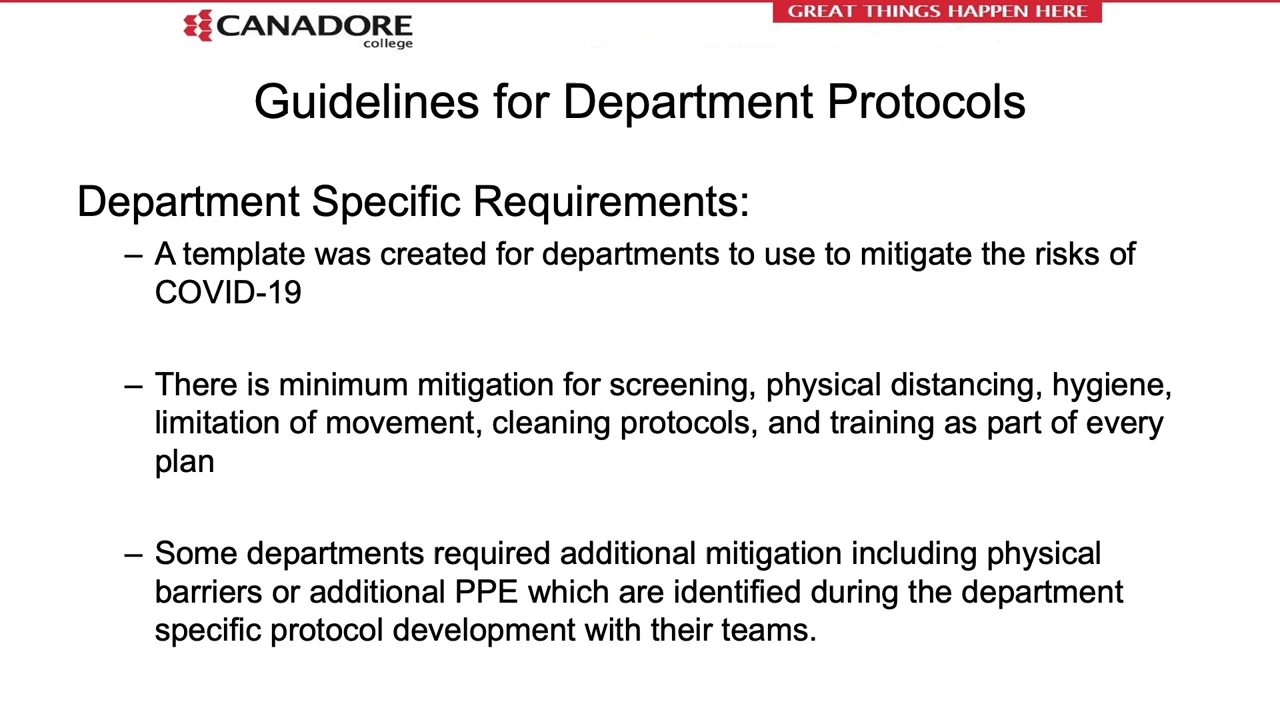 CANADORE
college
GREAT THINGS HAPPEN HERE
Guidelines for Department Protocols
Department Specific Requirements:
– A template was created for departments to use to mitigate the risks of
COVID-19
– There is minimum mitigation for screening, physical distancing, hygiene,
limitation of movement, cleaning protocols, and training as part of every
plan
– Some departments required additional mitigation including physical
barriers or additional PPE which are identified during the department
specific protocol development with their teams.